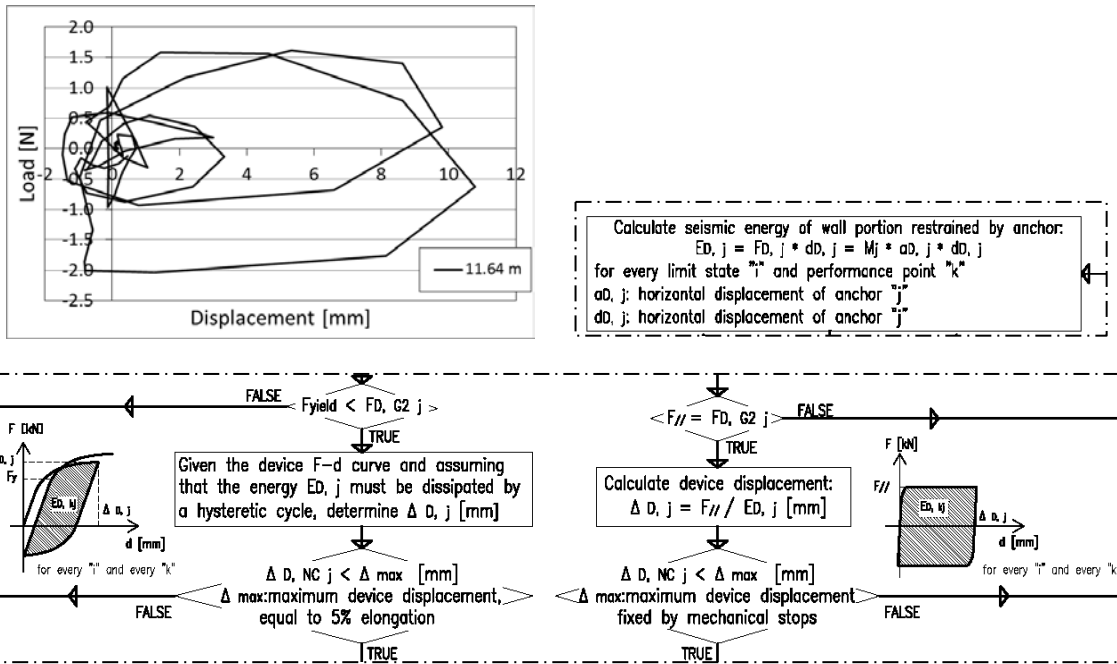 2.0
1.5
1.0
0.5
0.0
-2 0 2 4 6 8 10 12
0.5
-1.0
-1.5
-2.0
-2.5
Load [N]
Displacement [mm]
11.64 m
Calculate seismic energy of wall portion restrained by anchor:
ED, j = FD, j * dD, j = Mj * aD, j * dD, j
for every limit state "i" and performance point "k"
aD, j: horizontal displacement of anchor "j"
dD, j: horizontal displacement of anchor "j"
FALSE
Fyield < FD, G2 j
TRUE
F [kN]
D, j
Fy
ED, kj
Δ D, j
d [mm]
for every "i" and every "k"
Given the device F-d curve and assuming
that the energy ED, j must be dissipated by
a hysteretic cycle, determine Δ D, j [mm]
Δ D, NC j < Δ max [mm]
Δ max:maximum device displacement,
equal to 5% elongation
FALSE
TRUE
F// = FD, G2 j
FALSE
TRUE
Calculate device displacement:
Δ D, j = F// / ED, j [mm]
Δ D, NC j < Δ max [mm]
Δ max:maximum device displacement
fixed by mechanical stops
FALSE
TRUE
F [kN]
F//
ED, kj
Δ D, j
d [mm]
for every "i" and every "k